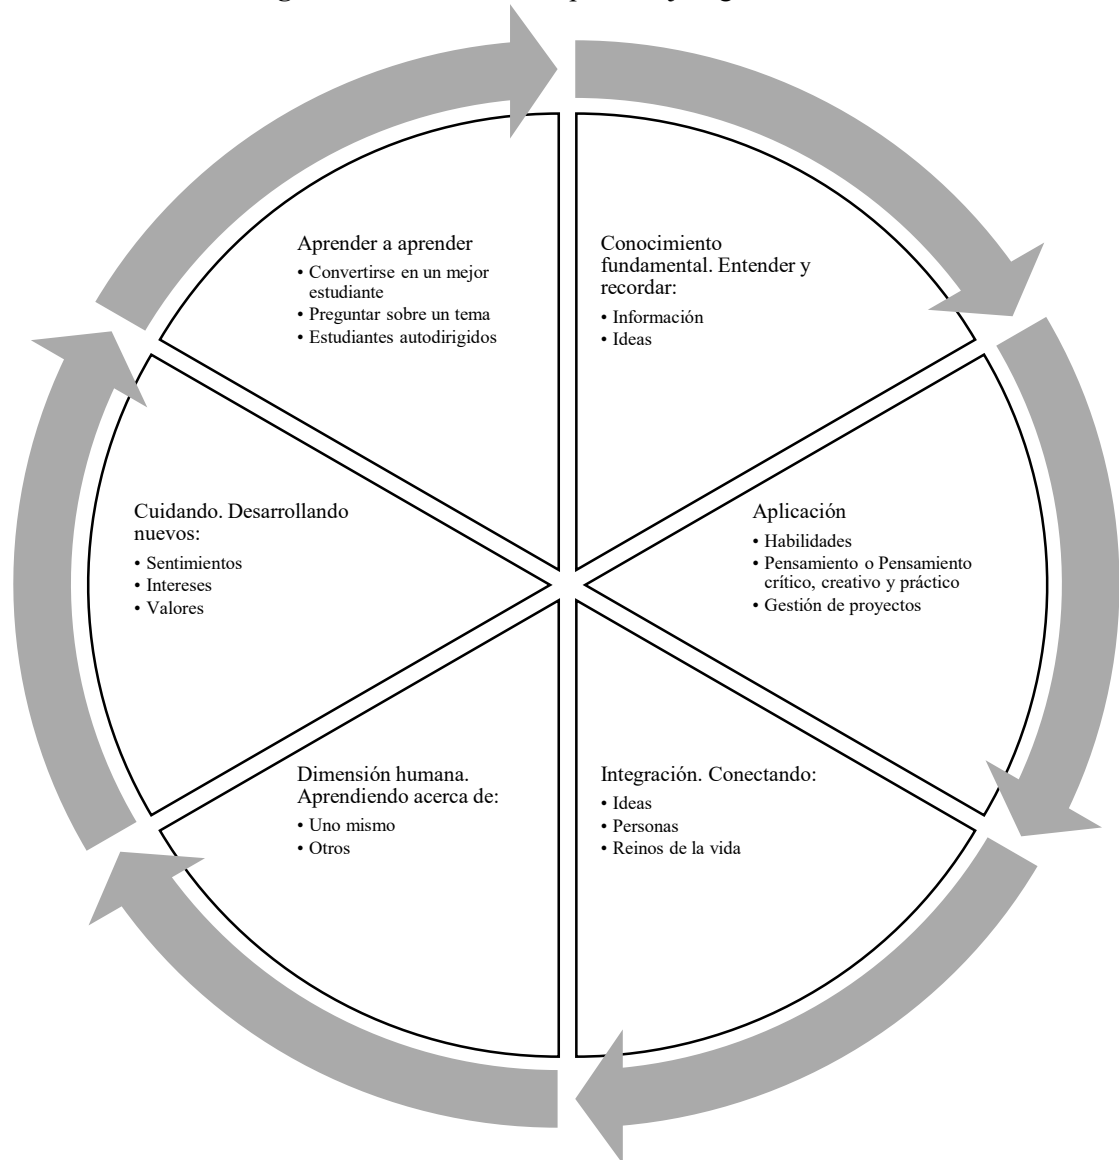 Aprender a aprender
• Convertirse en un mejor
estudiante
• Preguntar sobre un tema
• Estudiantes autodirigidos
Conocimiento
fundamental. Entender y
recordar:
• Información
• Ideas
Cuidando. Desarrollando
nuevos:
• Sentimientos
• Intereses
• Valores
Aplicación
• Habilidades
• Pensamiento o Pensamiento
crítico, creativo y práctico
• Gestión de proyectos
Dimensión humana.
Aprendiendo acerca de:
• Uno mismo
• Otros
Integración. Conectando:
• Ideas
• Personas
• Reinos de la vida